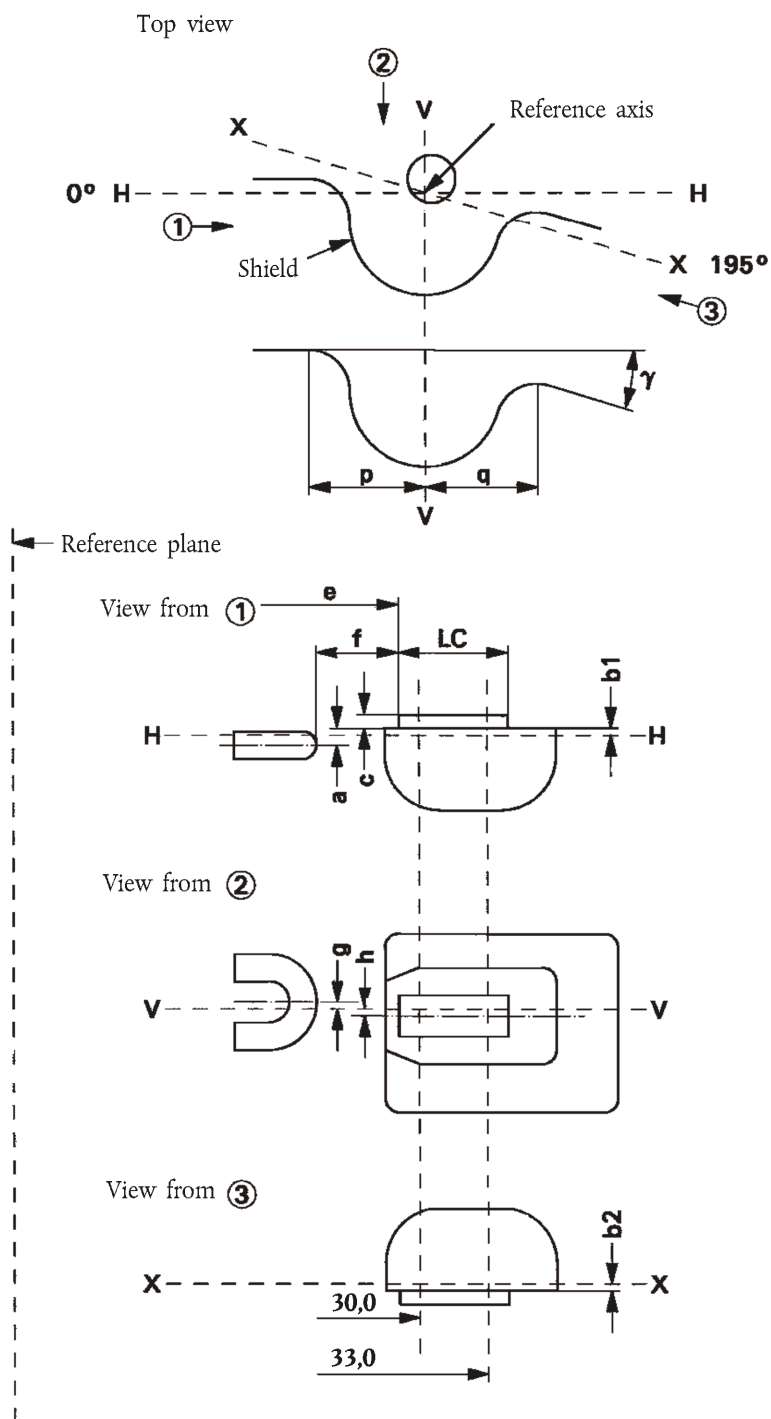 Top view
②
V
Reference axis
X
0° H
H
①
Shield
X 195°
③
γ
p
q
V
Reference plane
e
View from ①
f
LC
b1
H
H
a
c
View from ②
g
h
V
V
View from ③
b2
X
X
30,0
33,0